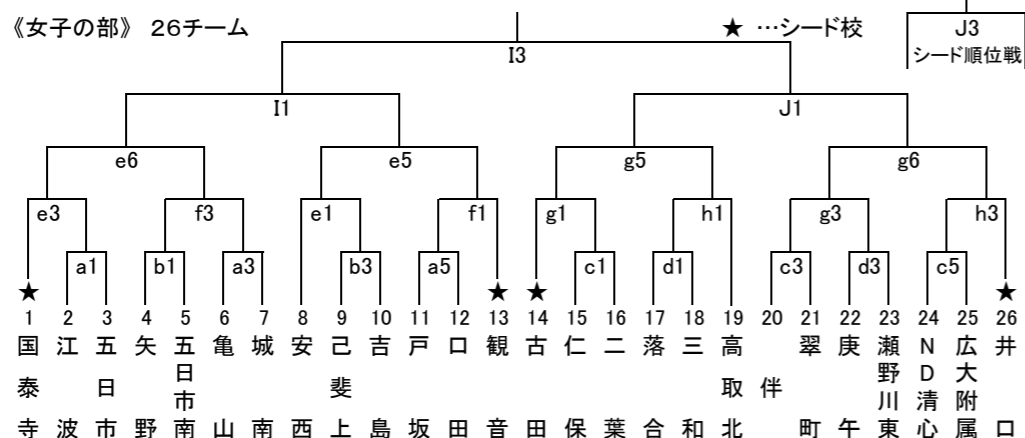 《女子の部》 26チーム
★ …シード校
J3
シード順位戦
I3
I1 J1
e6 e5 g5 g6
e3 f3 e1 f1 g1 h1 g3 h3
a1 b1 a3 b3 a5 c1 d1 c3 d3 c5
★ ★ ★ ★
1 2 3 4 5 6 7 8 9 10 11 12 13 14 15 16 17 18 19 20 21 22 23 24 25 26
国泰寺
江波
五日市
矢野
五日市南
亀山
城南
安西
己斐上
吉島
戸坂
口田
観音
古田
仁保
二葉
落合
三和
高取北
伴
翠町
庚午
瀬野川東
ND清心
広大附属
井口